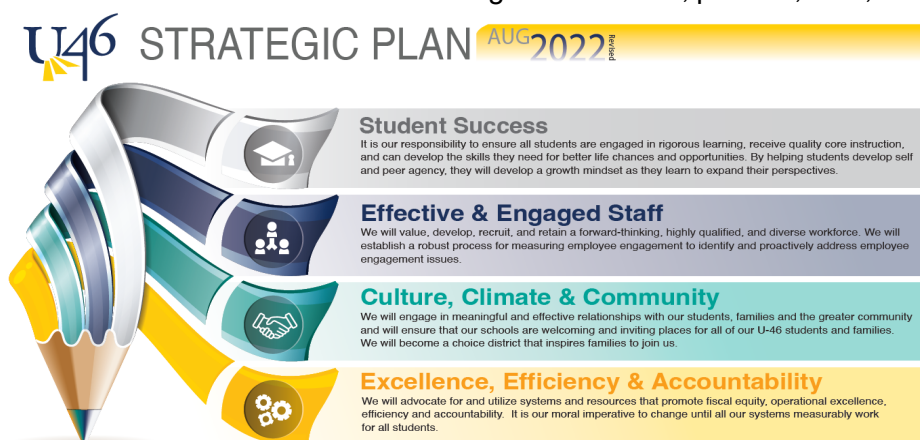 U46 STRATEGIC PLAN AUG 2022 Revised
Student Success
It is our responsibility to ensure all students are engaged in rigorous learning, receive quality core instruction,
and can develop the skills they need for better life chances and opportunities. By helping students develop self
and peer agency, they will develop a growth mindset as they learn to expand their perspectives.
Effective & Engaged Staff
We will value, develop, recruit, and retain a forward-thinking, highly qualified, and diverse workforce. We will
establish a robust process for measuring employee engagement to identify and proactively address employee
engagement issues.
Culture, Climate & Community
We will engage in meaningful and effective relationships with our students, families and the greater community
and will ensure that our schools are welcoming and inviting places for all of our U-46 students and families.
We will become a choice district that inspires families to join us.
Excellence, Efficiency & Accountability
We will advocate for and utilize systems and resources that promote fiscal equity, operational excellence,
efficiency and accountability. It is our moral imperative to change until all our systems measurably work
for all students.